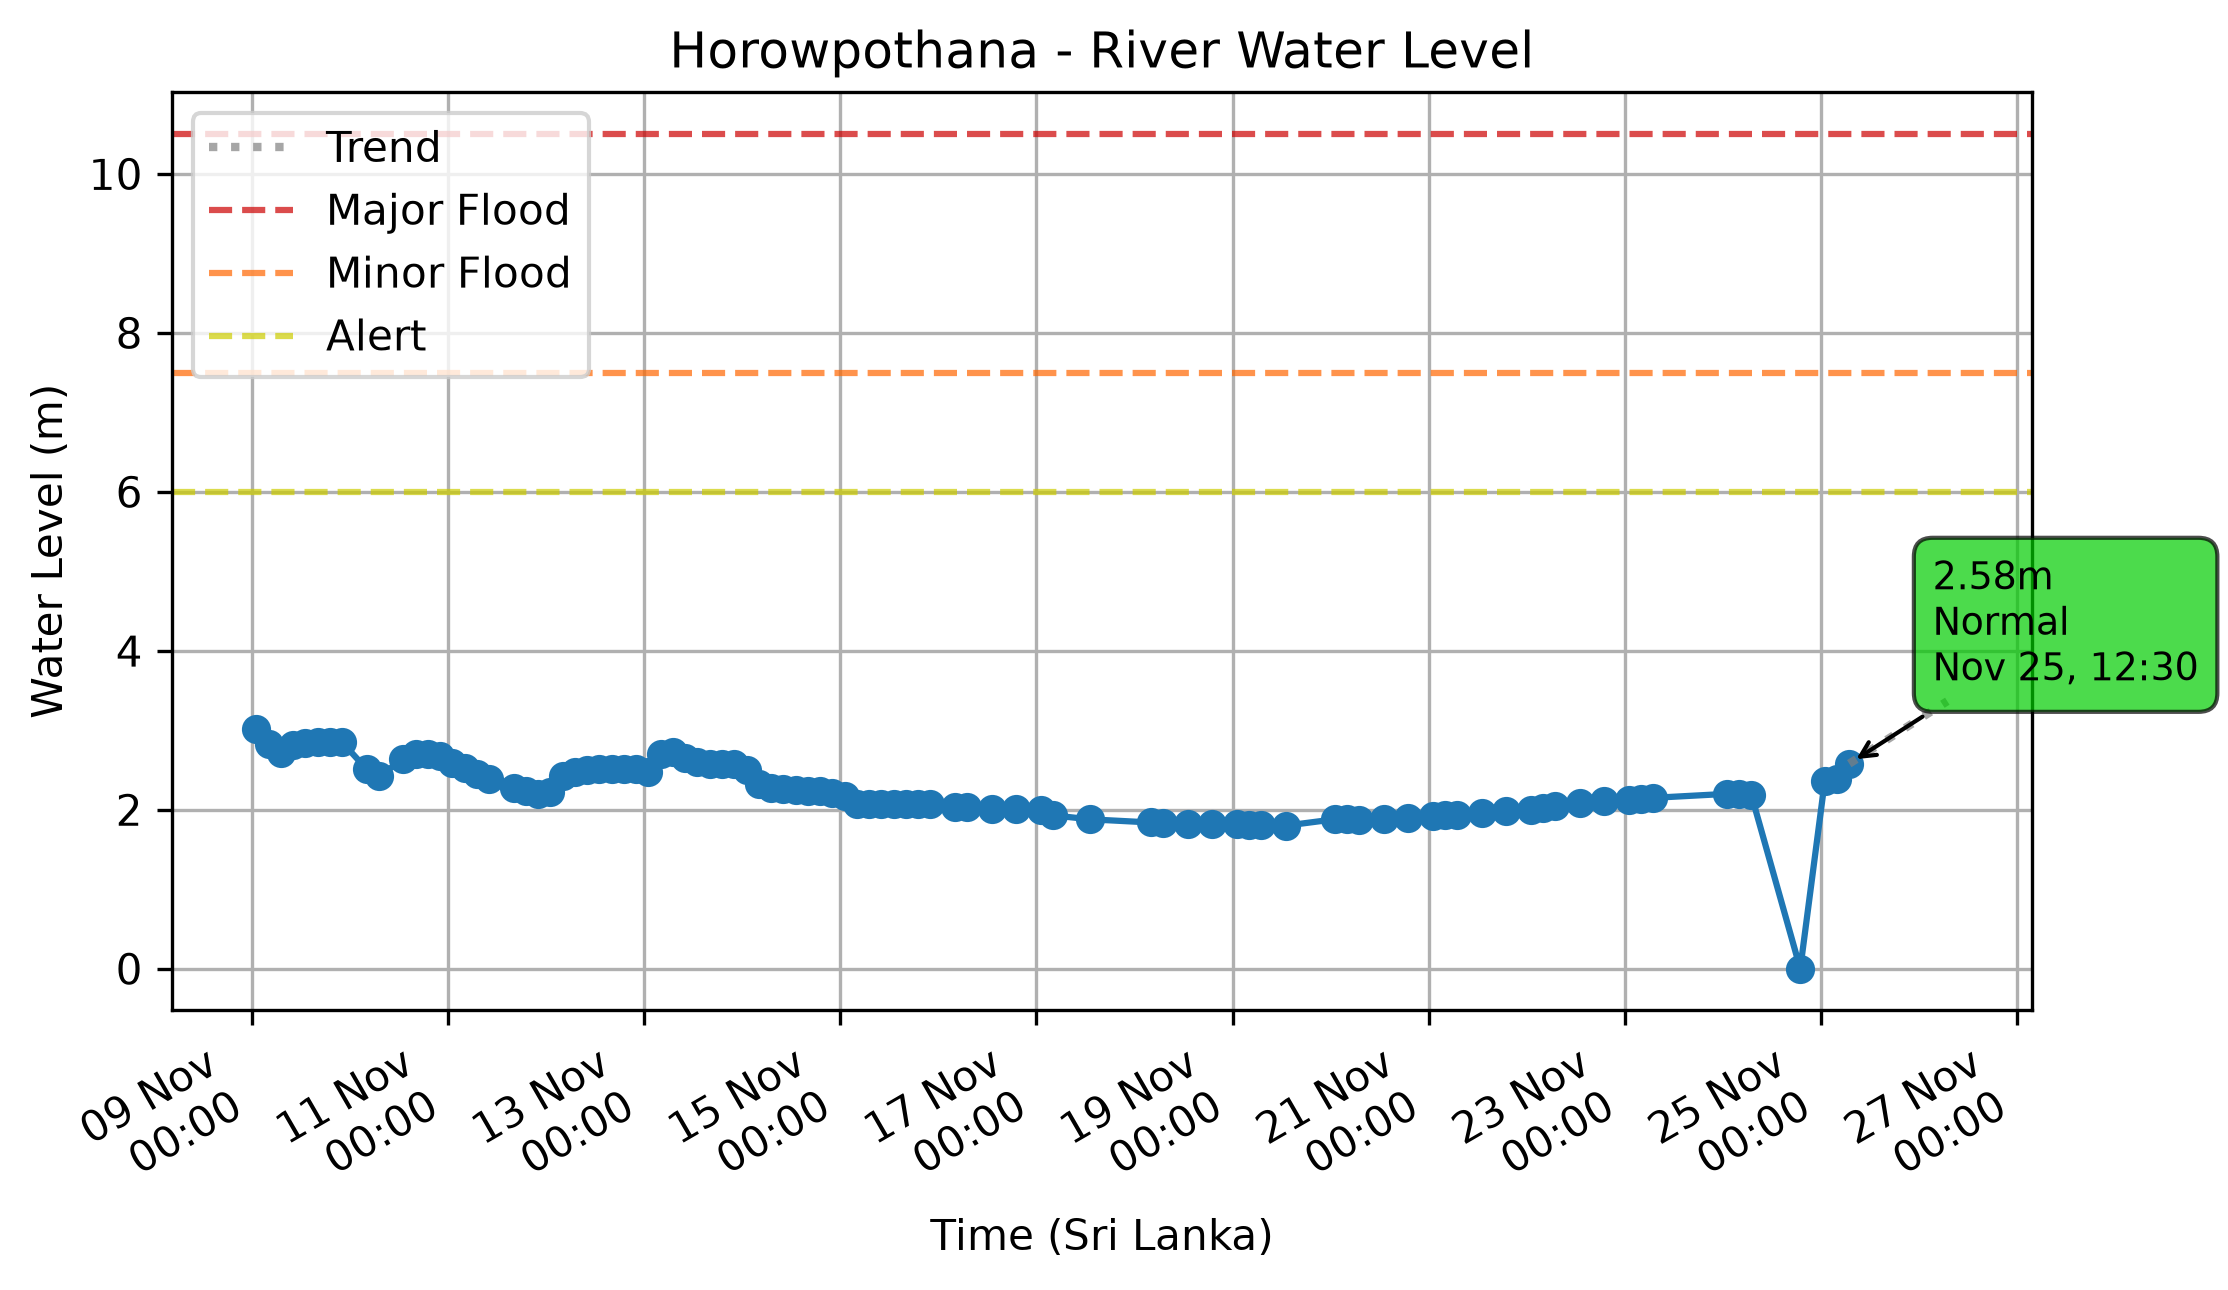 Horowpothana - River Water Level
Trend
Major Flood
Minor Flood
Alert
10
8
6
4
2
0
Water Level (m)
2.58m
Normal
Nov 25, 12:30
09 Nov
00:00
11 Nov
00:00
13 Nov
00:00
15 Nov
00:00
17 Nov
00:00
19 Nov
00:00
21 Nov
00:00
23 Nov
00:00
25 Nov
00:00
27 Nov
00:00
Time (Sri Lanka)